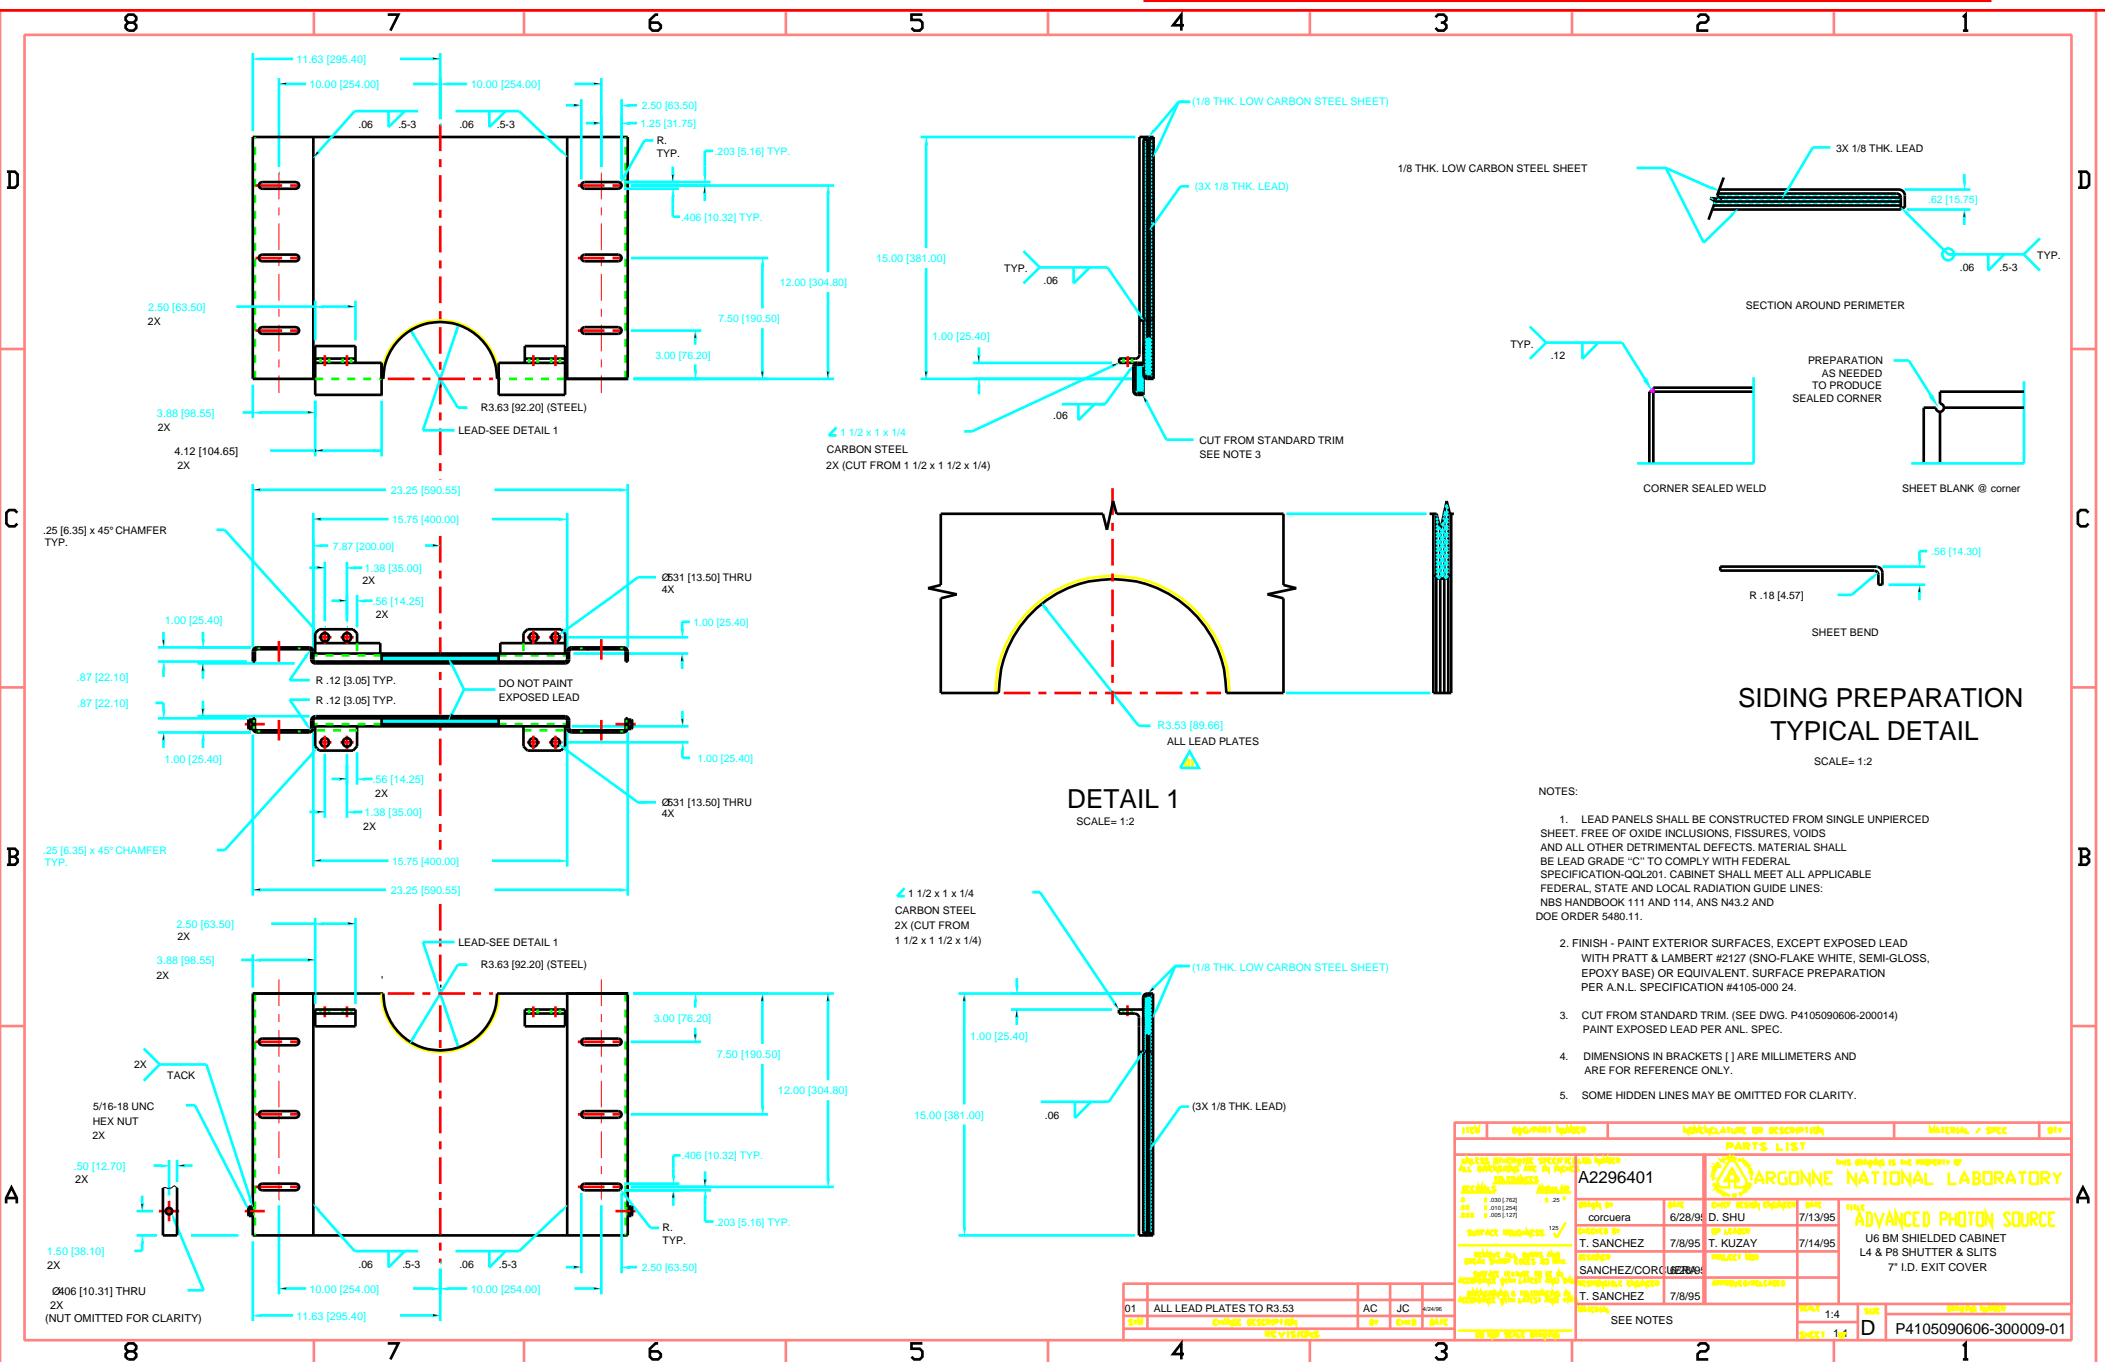 8 7 6 5 4 3 2 1
D
C
B
A
11.63 [295.40]
10.00 [254.00] 10.00 [254.00]
.06 .5-3 .06 .5-3
2.50 [63.50]
1.25 [31.75]
R.
TYP.
.203 [5.16] TYP.
.406 [10.32] TYP.
12.00 [304.80]
7.50 [190.50]
3.00 [76.20]
2.50 [63.50]
2X
3.88 [98.55]
2X
4.12 [104.65]
2X
R3.63 [92.20] (STEEL)
LEAD-SEE DETAIL 1
(1/8 THK. LOW CARBON STEEL SHEET)
(3X 1/8 THK. LEAD)
15.00 [381.00]
TYP.
.06
1.00 [25.40]
.06
∠ 1 1/2 x 1 x 1/4
CARBON STEEL
2X (CUT FROM 1 1/2 x 1 1/2 x 1/4)
CUT FROM STANDARD TRIM
SEE NOTE 3
1/8 THK. LOW CARBON STEEL SHEET
3X 1/8 THK. LEAD
.62 [15.75]
.06 .5-3 TYP.
SECTION AROUND PERIMETER
TYP.
.12
PREPARATION
AS NEEDED
TO PRODUCE
SEALED CORNER
CORNER SEALED WELD
SHEET BLANK @ corner
.56 [14.30]
R .18 [4.57]
SHEET BEND
SIDING PREPARATION
TYPICAL DETAIL
SCALE= 1:2
23.25 [590.55]
15.75 [400.00]
7.87 [200.00]
1.38 [35.00]
2X
.56 [14.25]
2X
.25 [6.35] x 45° CHAMFER
TYP.
Ø531 [13.50] THRU
4X
1.00 [25.40]
1.00 [25.40]
.87 [22.10]
R .12 [3.05] TYP.
R .12 [3.05] TYP.
DO NOT PAINT
EXPOSED LEAD
.87 [22.10]
1.00 [25.40]
1.00 [25.40]
.56 [14.25]
2X
1.38 [35.00]
2X
Ø531 [13.50] THRU
4X
.25 [6.35] x 45° CHAMFER
TYP.
15.75 [400.00]
23.25 [590.55]
R3.53 [89.66]
ALL LEAD PLATES
DETAIL 1
SCALE= 1:2
2.50 [63.50]
2X
3.88 [98.55]
2X
LEAD-SEE DETAIL 1
R3.63 [92.20] (STEEL)
3.00 [76.20]
7.50 [190.50]
12.00 [304.80]
2X
TACK
5/16-18 UNC
HEX NUT
2X
.50 [12.70]
2X
1.50 [38.10]
2X
Ø406 [10.31] THRU
2X
(NUT OMITTED FOR CLARITY)
.406 [10.32] TYP.
.203 [5.16] TYP.
R.
TYP.
.06 .5-3 .06 .5-3
2.50 [63.50]
10.00 [254.00] 10.00 [254.00]
11.63 [295.40]
∠ 1 1/2 x 1 x 1/4
CARBON STEEL
2X (CUT FROM
1 1/2 x 1 1/2 x 1/4)
(1/8 THK. LOW CARBON STEEL SHEET)
1.00 [25.40]
15.00 [381.00]
.06
(3X 1/8 THK. LEAD)
NOTES:
1. LEAD PANELS SHALL BE CONSTRUCTED FROM SINGLE UNPIERCED
SHEET. FREE OF OXIDE INCLUSIONS, FISSURES, VOIDS
AND ALL OTHER DETRIMENTAL DEFECTS. MATERIAL SHALL
BE LEAD GRADE “C” TO COMPLY WITH FEDERAL
SPECIFICATION-QQL201. CABINET SHALL MEET ALL APPLICABLE
FEDERAL, STATE AND LOCAL RADIATION GUIDE LINES:
NBS HANDBOOK 111 AND 114, ANS N43.2 AND
DOE ORDER 5480.11.
2. FINISH - PAINT EXTERIOR SURFACES, EXCEPT EXPOSED LEAD
WITH PRATT & LAMBERT #2127 (SNO-FLAKE WHITE, SEMI-GLOSS,
EPOXY BASE) OR EQUIVALENT. SURFACE PREPARATION
PER A.N.L. SPECIFICATION #4105-000 24.
3. CUT FROM STANDARD TRIM. (SEE DWG. P4105090606-200014)
PAINT EXPOSED LEAD PER ANL. SPEC.
4. DIMENSIONS IN BRACKETS [ ] ARE MILLIMETERS AND
ARE FOR REFERENCE ONLY.
5. SOME HIDDEN LINES MAY BE OMITTED FOR CLARITY.
PARTS LIST
A2296401
ARGONNE NATIONAL LABORATORY
corcuera 6/28/95 D. SHU 7/13/95
T. SANCHEZ 7/8/95 T. KUZAY 7/14/95
SANCHEZ/CORCUERA
T. SANCHEZ 7/8/95
ADVANCED PHOTON SOURCE
U6 BM SHIELDED CABINET
L4 & P8 SHUTTER & SLITS
7" I.D. EXIT COVER
SEE NOTES
1:4
D
P4105090606-300009-01
01 ALL LEAD PLATES TO R3.53 AC JC 4/24/96
REVISIONS
8 7 6 5 4 3 2 1